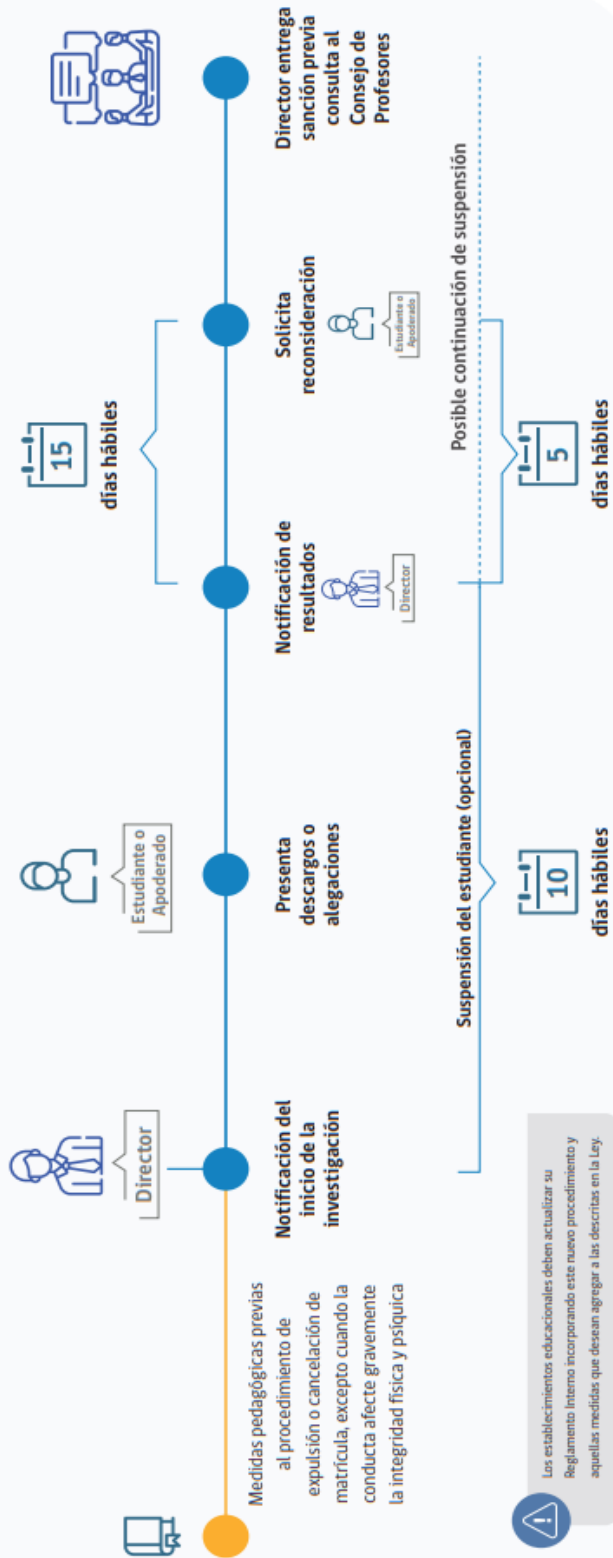 Medidas pedagógicas previas
al procedimiento de
expulsión o cancelación de
matrícula, excepto cuando la
conducta afecte gravemente
la integridad física y psíquica
Director
Notificación del
inicio de la
investigación
Estudiante o
Apoderado
Presenta
descargos o
alegaciones
Notificación de
resultados
Director
15
días hábiles
Solicita
reconsideración
Estudiante o
Apoderado
Director entrega
sanción previa
consulta al
Consejo de
Profesores
Suspensión del estudiante (opcional)
10
días hábiles
Posible continuación de suspensión
5
días hábiles
Los establecimientos educacionales deben actualizar su
Reglamento Interno incorporando este nuevo procedimiento y
aquellas medidas que desean agregar a las descritas en la Ley.